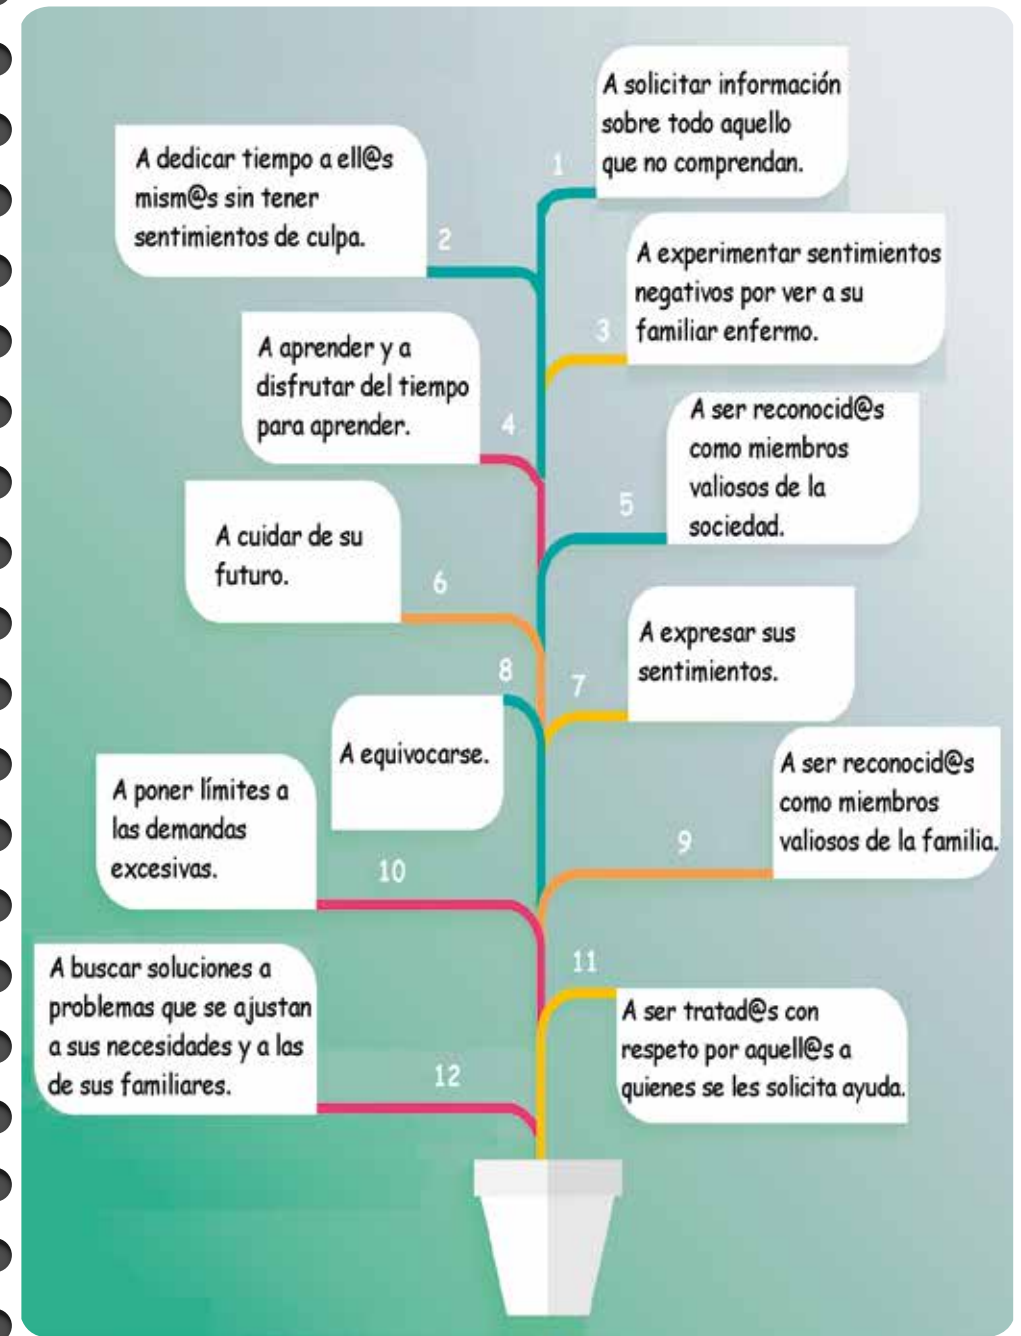 1
A solicitar información
sobre todo aquello
que no comprendan.
2
A dedicar tiempo a ell@s
mism@s sin tener
sentimientos de culpa.
3
A experimentar sentimientos
negativos por ver a su
familiar enfermo.
4
A aprender y a
disfrutar del tiempo
para aprender.
5
A ser reconocid@s
como miembros
valiosos de la
sociedad.
6
A cuidar de su
futuro.
7
A expresar sus
sentimientos.
8
A equivocarse.
9
A ser reconocid@s
como miembros
valiosos de la familia.
10
A poner límites a
las demandas
excesivas.
11
A ser tratad@s con
respeto por aquell@s a
quienes se les solicita ayuda.
12
A buscar soluciones a
problemas que se ajustan
a sus necesidades y a las
de sus familiares.